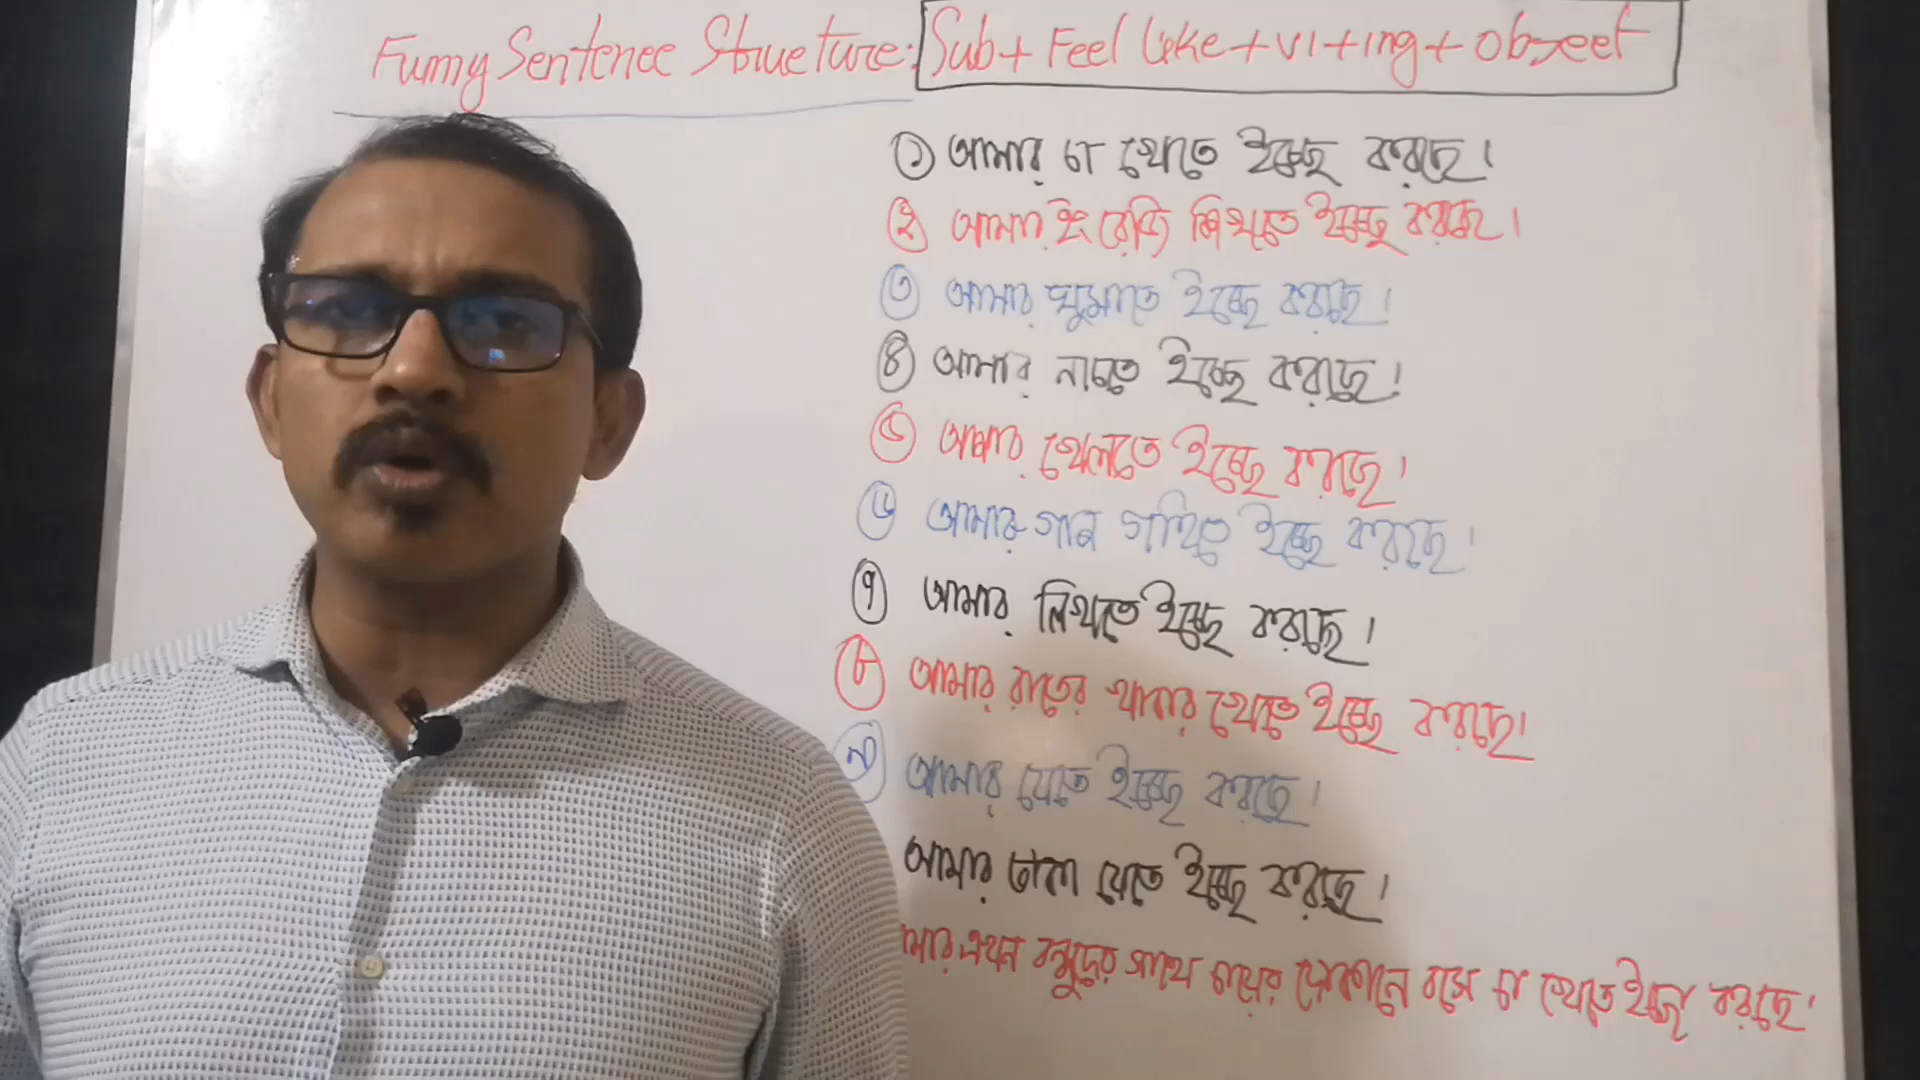 Funny Sentence Structure: Sub + Feel like + v1 + ing + object
১ আমার চা খেতে ইচ্ছে করছে।
২ আমার ইংরেজি শিখতে ইচ্ছে করছে।
৩ আমার ঘুমাতে ইচ্ছে করছে।
৪ আমার নাচতে ইচ্ছে করছে।
৫ আমার খেলতে ইচ্ছে করছে।
৬ আমার গান গাইতে ইচ্ছে করছে।
৭ আমার লিখতে ইচ্ছে করছে।
৮ আমার রাতের খাবার খেতে ইচ্ছে করছে।
৯ আমার যেতে ইচ্ছে করছে।
আমার ঢাকা যেতে ইচ্ছে করছে।
মার এখন বন্ধুদের সাথে চায়ের দোকানে বসে চা খেতে ইচ্ছে করছে।